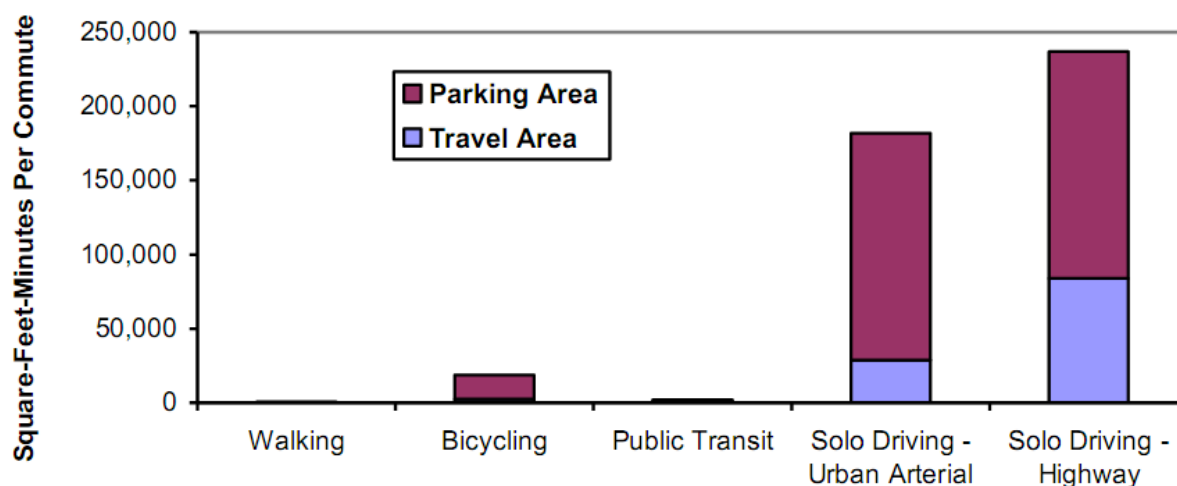 Square-Feet-Minutes Per Commute
250,000
200,000
150,000
100,000
50,000
0
Parking Area
Travel Area
Walking
Bicycling
Public Transit
Solo Driving -
Urban Arterial
Solo Driving -
Highway